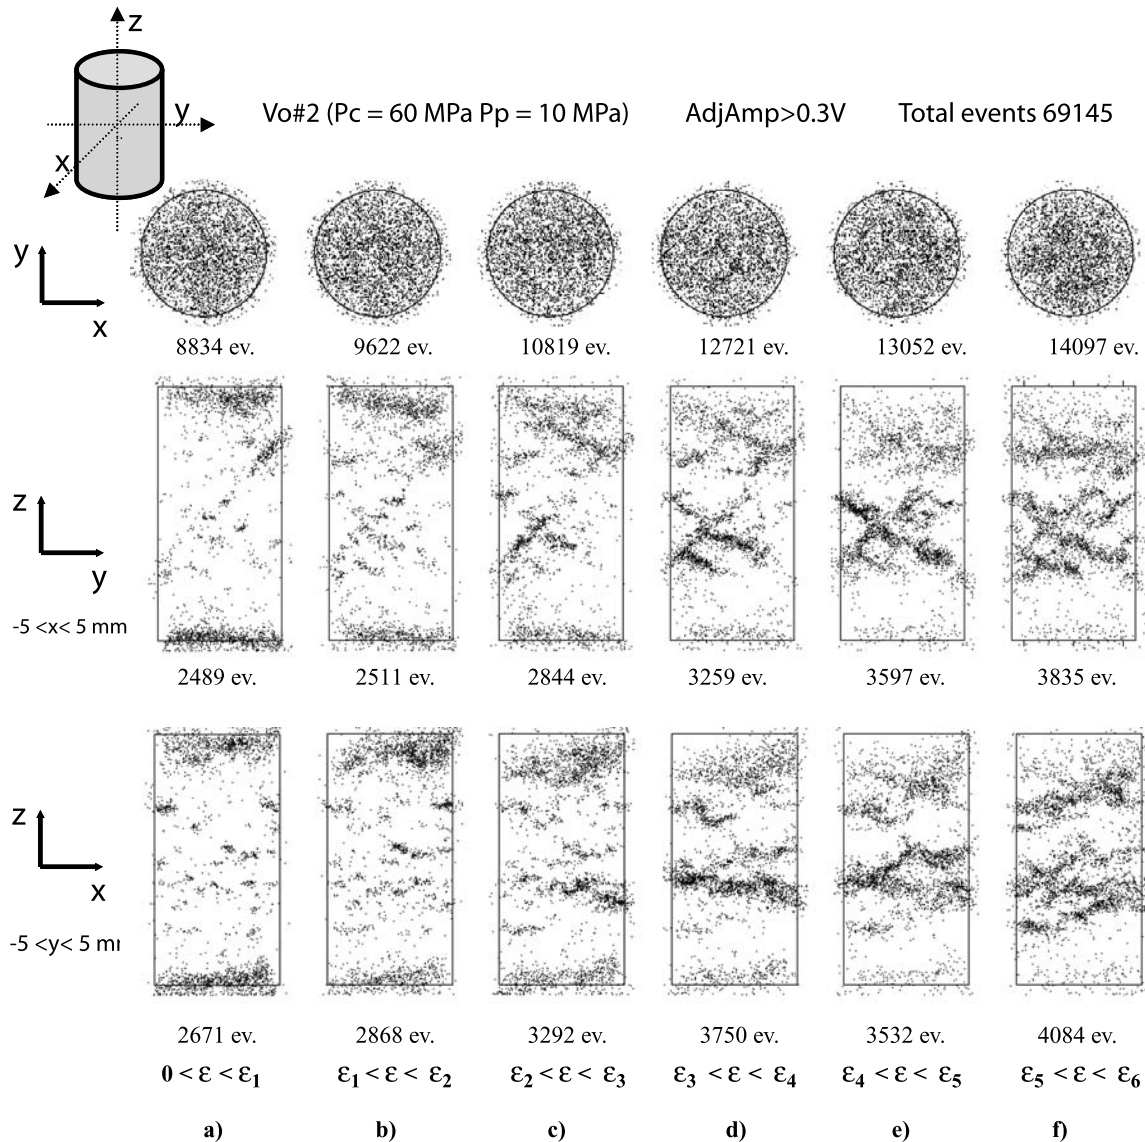 z
y
x
Vo#2 (Pc = 60 MPa Pp = 10 MPa) AdjAmp>0.3V Total events 69145
y
x
8834 ev. 9622 ev. 10819 ev. 12721 ev. 13052 ev. 14097 ev.
z
y
-5 <x< 5 mm
2489 ev. 2511 ev. 2844 ev. 3259 ev. 3597 ev. 3835 ev.
z
x
-5 <y< 5 mm
2671 ev. 2868 ev. 3292 ev. 3750 ev. 3532 ev. 4084 ev.
0 < ε < ε₁ ε₁ < ε < ε₂ ε₂ < ε < ε₃ ε₃ < ε < ε₄ ε₄ < ε < ε₅ ε₅ < ε < ε₆
a) b) c) d) e) f)